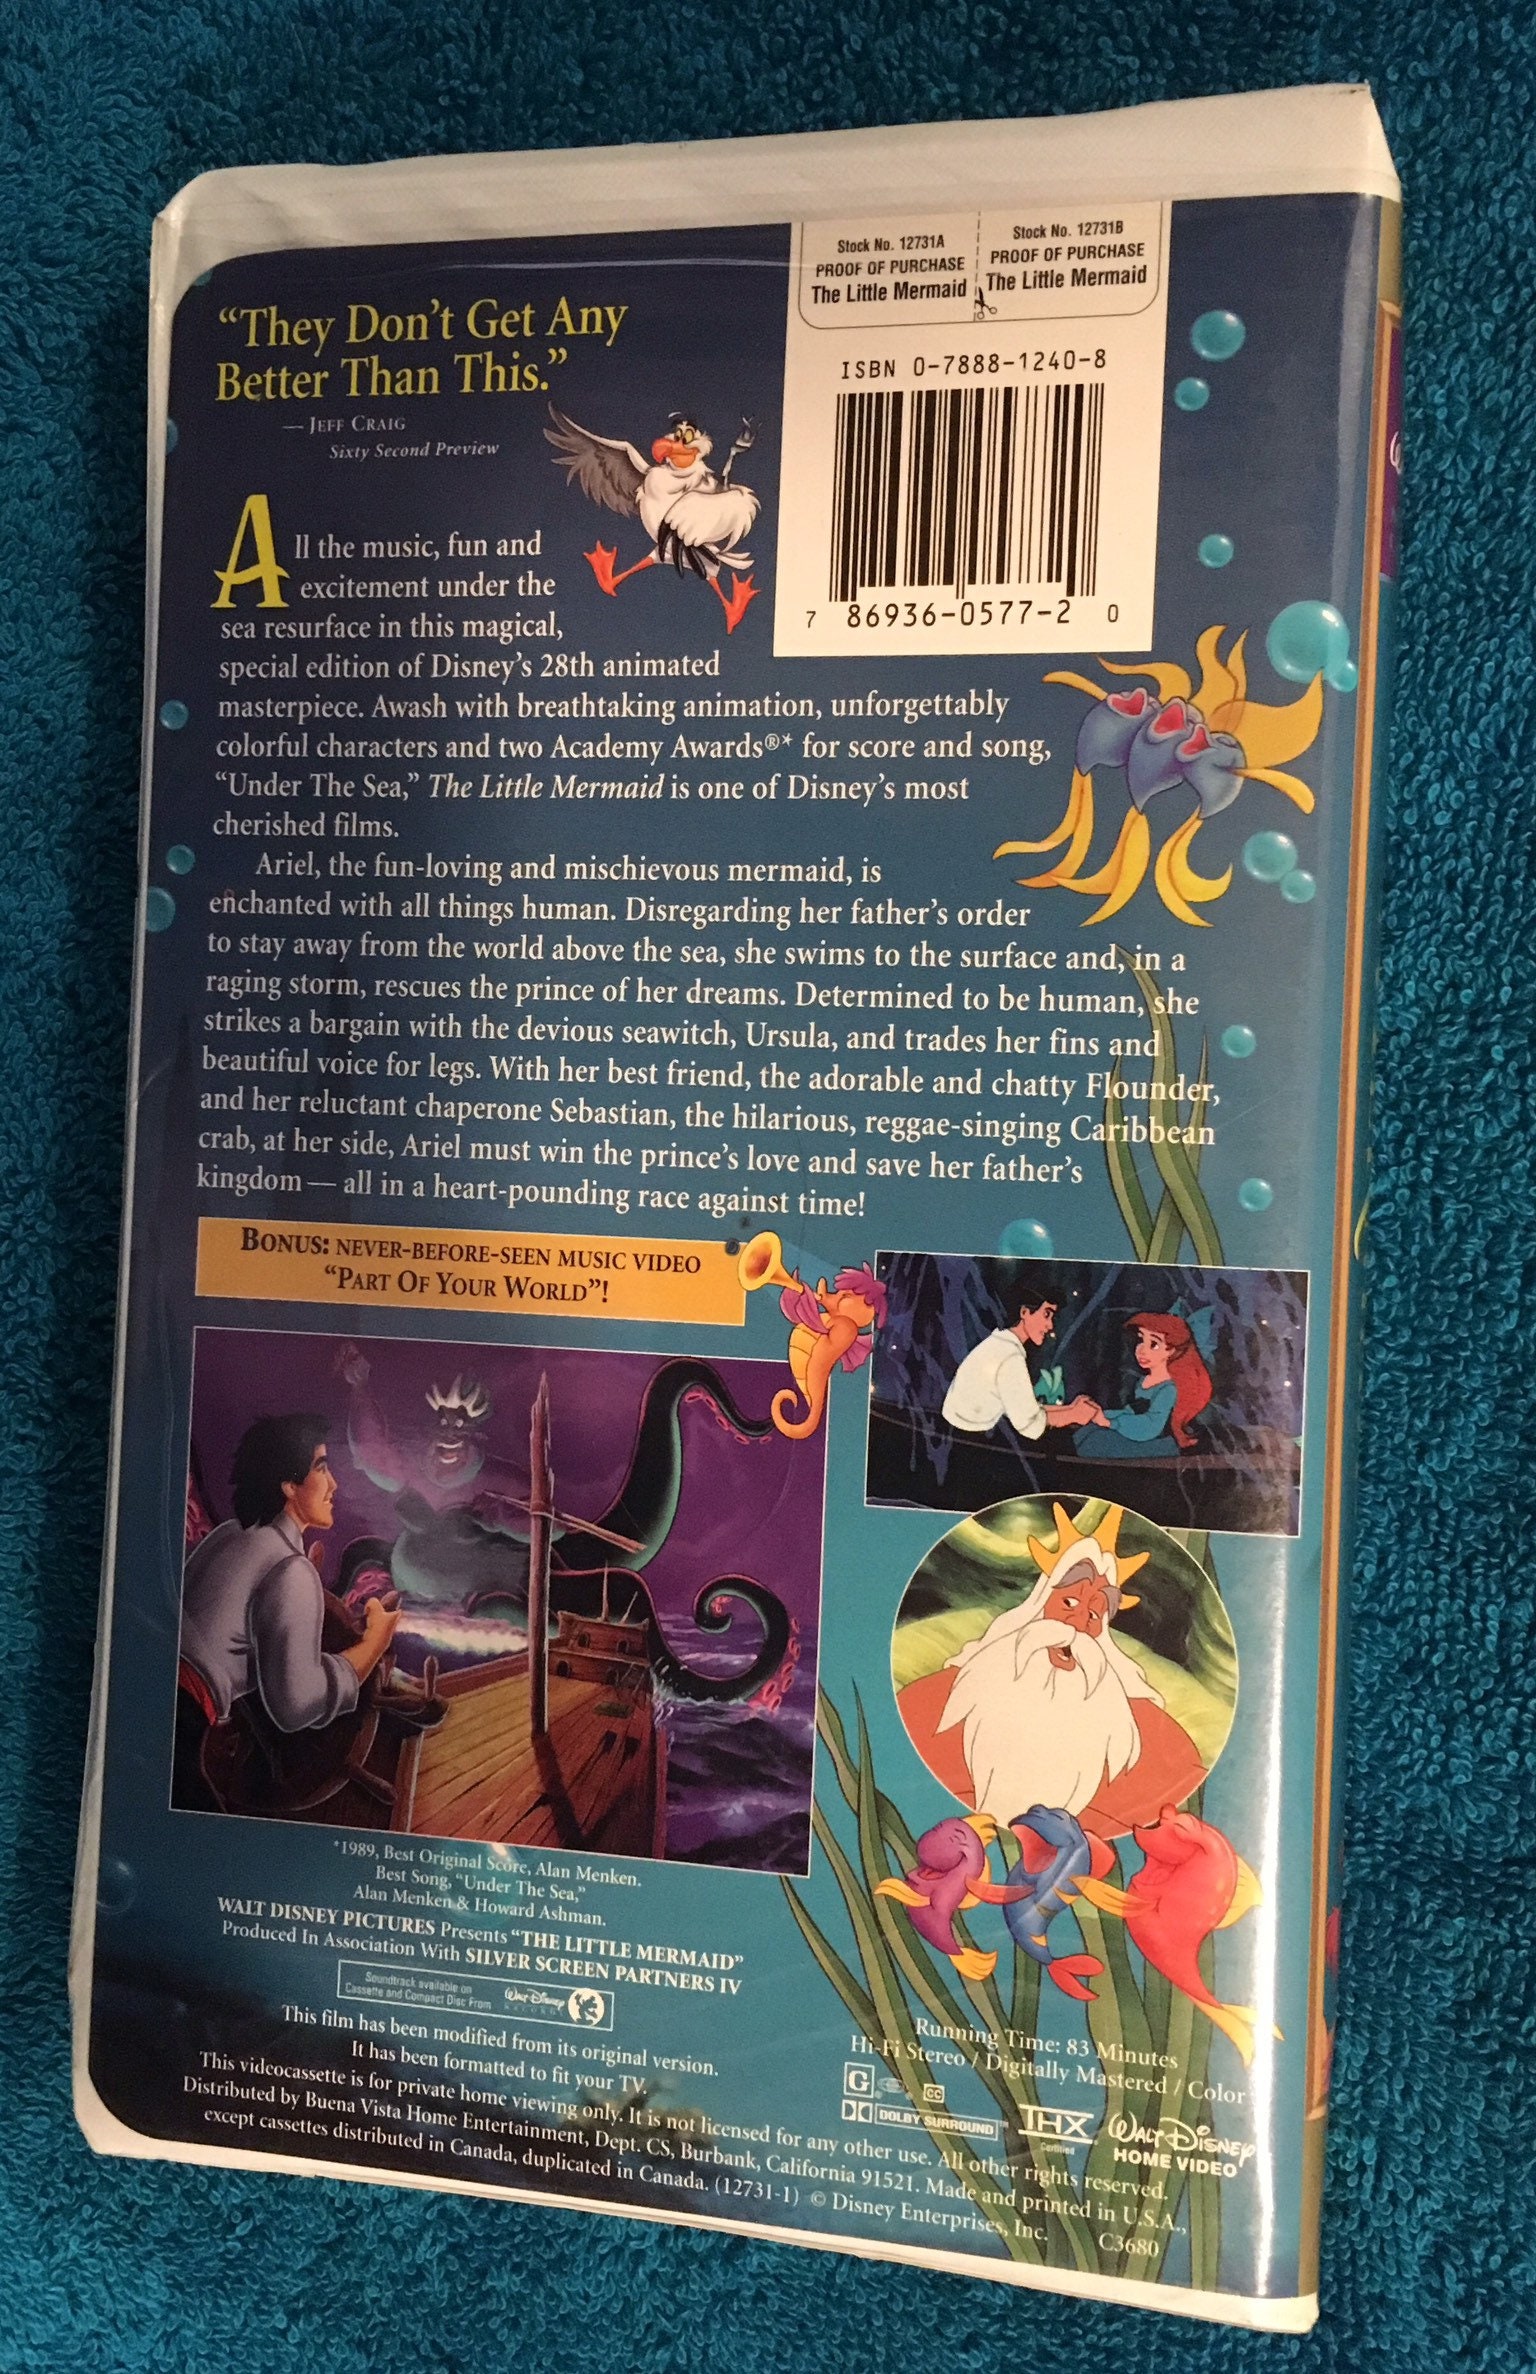 Stock No. 12731A
PROOF OF PURCHASE
The Little Mermaid
Stock No. 12731B
PROOF OF PURCHASE
The Little Mermaid
ISBN 0-7888-1240-8
7 86936-0577-2 0
“They Don’t Get Any
Better Than This.”
— JEFF CRAIG
Sixty Second Preview
All the music, fun and
excitement under the
sea resurface in this magical,
special edition of Disney’s 28th animated
masterpiece. Awash with breathtaking animation, unforgettably
colorful characters and two Academy Awards®* for score and song,
“Under The Sea,” The Little Mermaid is one of Disney’s most
cherished films.
Ariel, the fun-loving and mischievous mermaid, is
enchanted with all things human. Disregarding her father’s order
to stay away from the world above the sea, she swims to the surface and, in a
raging storm, rescues the prince of her dreams. Determined to be human, she
strikes a bargain with the devious seawitch, Ursula, and trades her fins and
beautiful voice for legs. With her best friend, the adorable and chatty Flounder,
and her reluctant chaperone Sebastian, the hilarious, reggae-singing Caribbean
crab, at her side, Ariel must win the prince’s love and save her father’s
kingdom — all in a heart-pounding race against time!
BONUS: NEVER-BEFORE-SEEN MUSIC VIDEO
“PART OF YOUR WORLD”!
*1989, Best Original Score, Alan Menken.
Best Song, “Under The Sea,”
Alan Menken & Howard Ashman.
WALT DISNEY PICTURES Presents “THE LITTLE MERMAID”
Produced In Association With SILVER SCREEN PARTNERS IV
Soundtrack available on
Cassette and Compact Disc From
Walt Disney
RECORDS
This film has been modified from its original version.
It has been formatted to fit your TV.
Running Time: 83 Minutes
Hi-Fi Stereo / Digitally Mastered / Color
G
CC
DOLBY SURROUND™
THX
Certified
WALT DISNEY
HOME VIDEO
This videocassette is for private home viewing only. It is not licensed for any other use. All other rights reserved.
Distributed by Buena Vista Home Entertainment, Dept. CS, Burbank, California 91521. Made and printed in U.S.A.,
except cassettes distributed in Canada, duplicated in Canada. (12731-1) © Disney Enterprises, Inc.
C3680